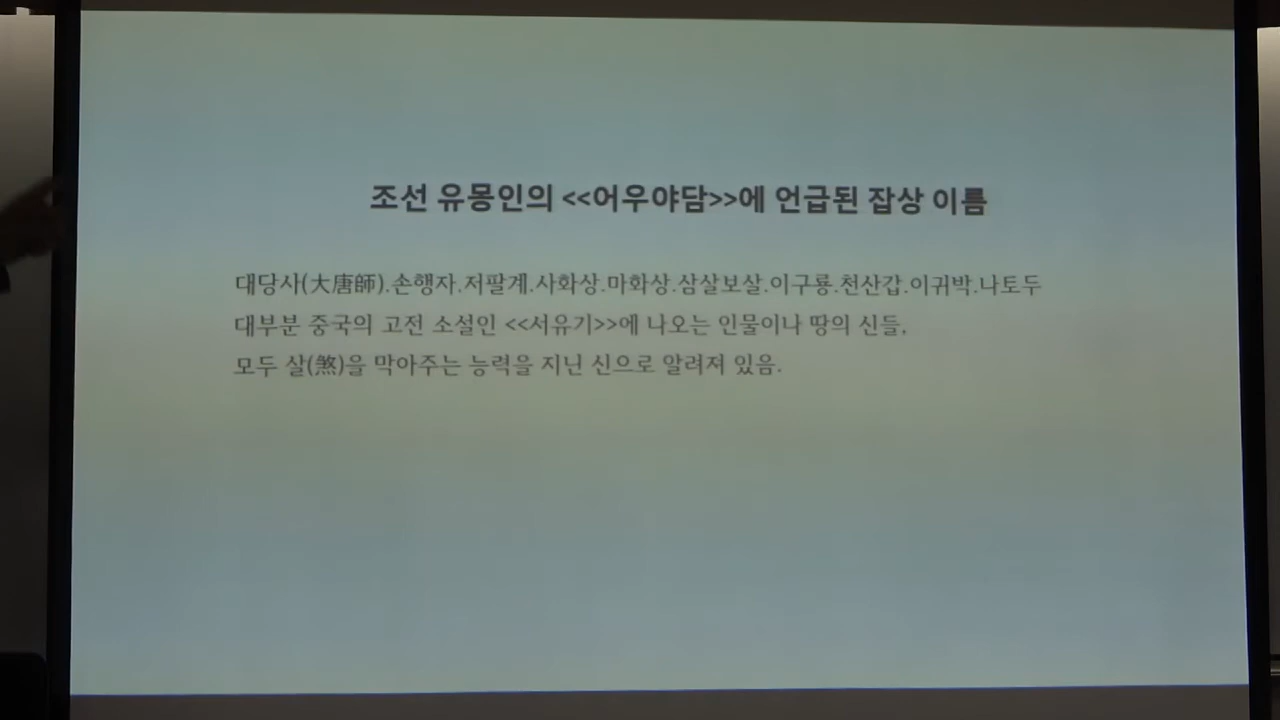 조선 유몽인의 <<어우야담>>에 언급된 잡상 이름
대당사(大唐師).손행자.저팔계.사화상.마화상.삼살보살.이구룡.천산갑.이귀박.나토두
대부분 중국의 고전 소설인 <<서유기>>에 나오는 인물이나 땅의 신들,
모두 살(煞)을 막아주는 능력을 지닌 신으로 알려져 있음.